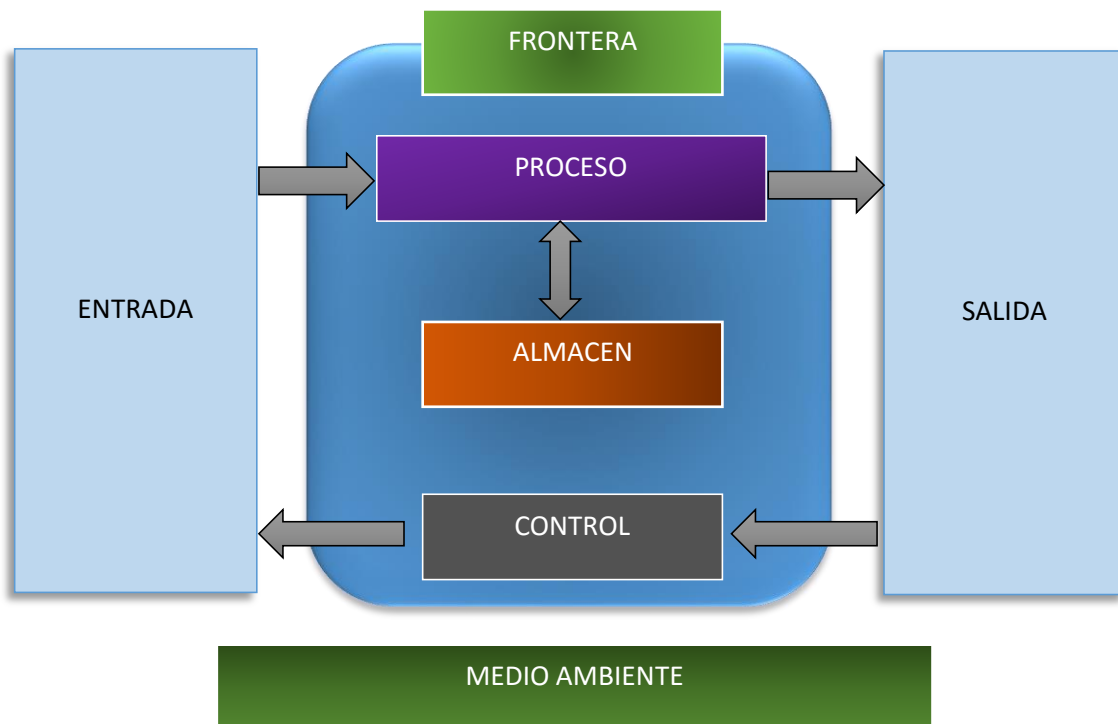 FRONTERA
PROCESO
ENTRADA
SALIDA
ALMACEN
CONTROL
MEDIO AMBIENTE